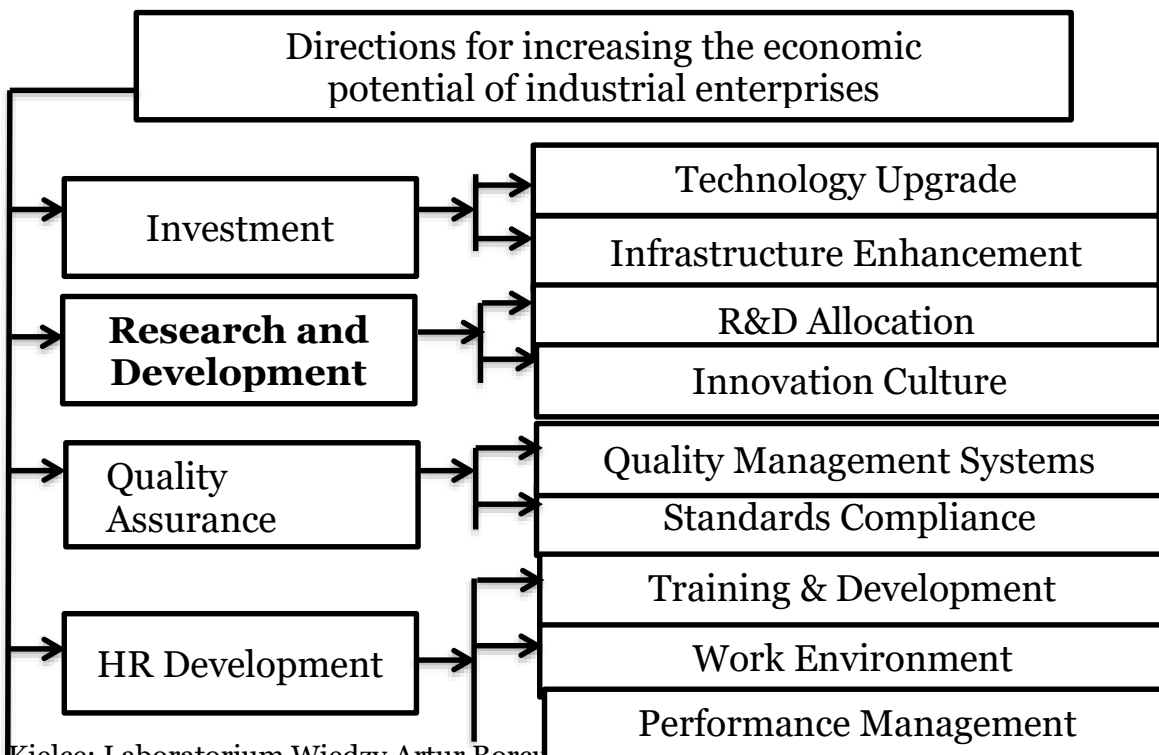 Directions for increasing the economic
potential of industrial enterprises
Investment
Technology Upgrade
Infrastructure Enhancement
Research and
Development
R&D Allocation
Innovation Culture
Quality
Assurance
Quality Management Systems
Standards Compliance
HR Development
Training & Development
Work Environment
Performance Management
Kielce: Laboratorium Wiedzy Artur Borcu